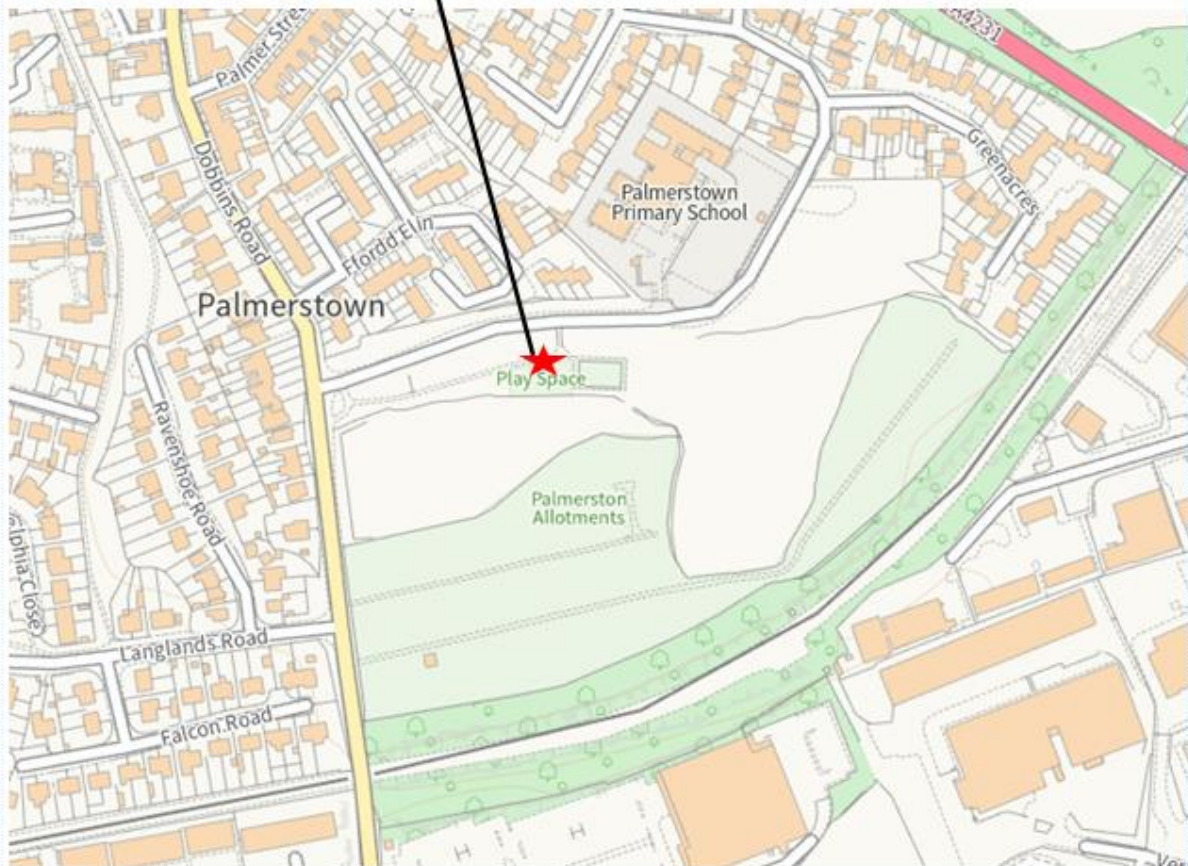 A4231
Palmer Street
Dobbins Road
Greenacres
Palmerstown
Primary School
Ffordd Elin
Palmerstown
Play Space
Ravenshoe Road
Palmerston
Allotments
Langlands Road
Falcon Road